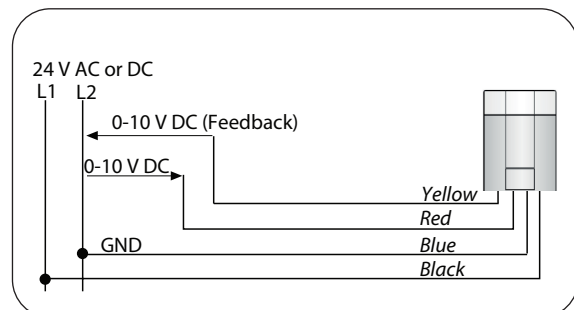 24 V AC or DC
L1 L2
0-10 V DC (Feedback)
0-10 V DC
Yellow
Red
GND Blue
Black